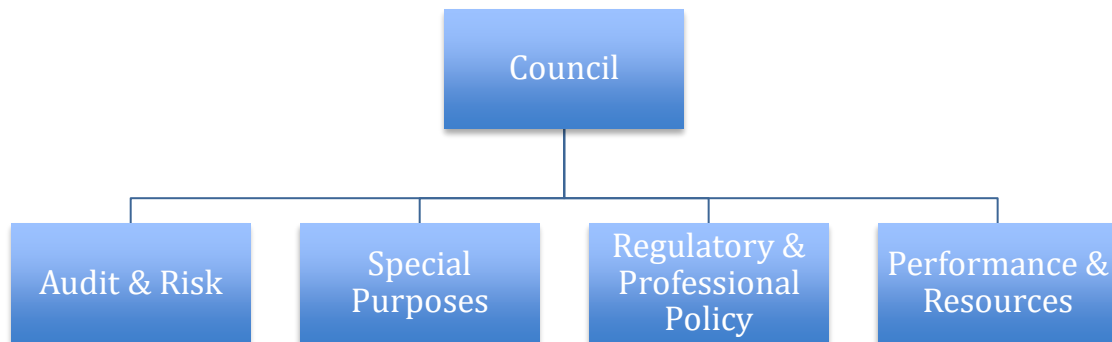 Council
Audit & Risk
Special
Purposes
Regulatory &
Professional
Policy
Performance &
Resources